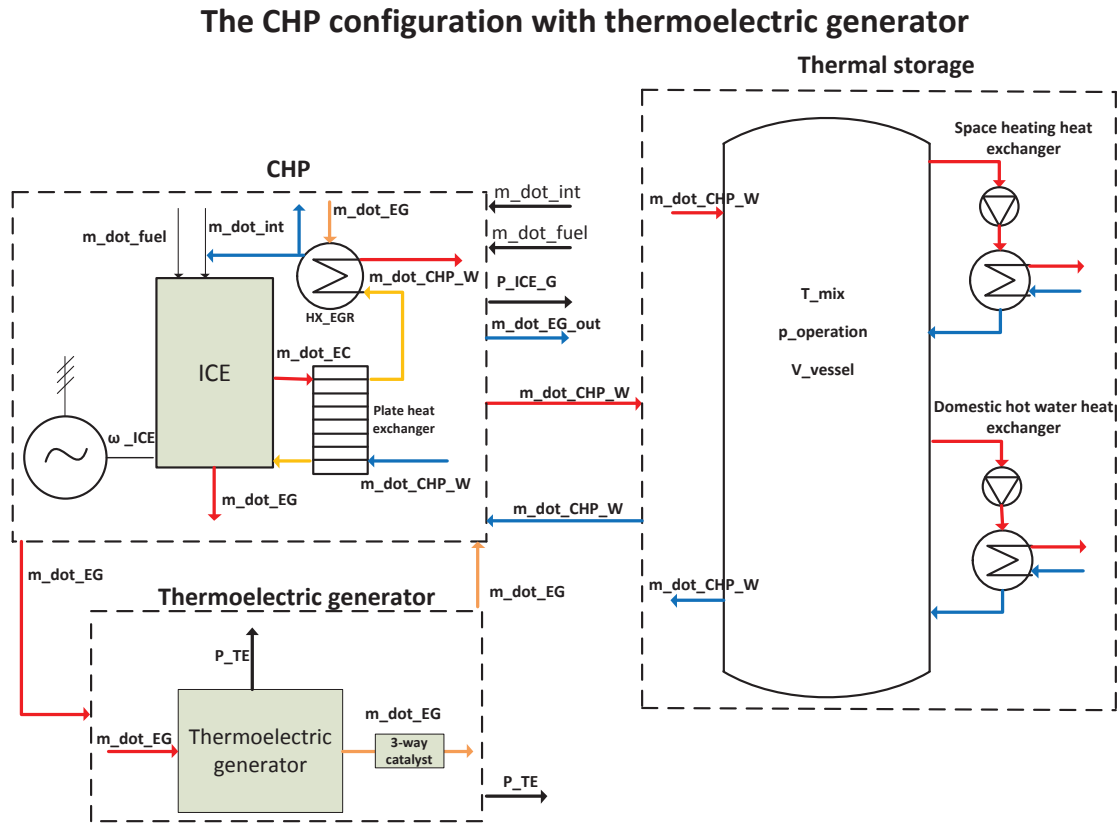 The CHP configuration with thermoelectric generator
Thermal storage
CHP
Space heating heat
exchanger
m_dot_int
m_dot_EG
m_dot_CHP_W
m_dot_int
m_dot_fuel
m_dot_fuel
m_dot_CHP_W
P_ICE_G
HX_EGR
m_dot_EG_out
T_mix
p_operation
V_vessel
m_dot_EC
ICE
m_dot_CHP_W
Plate heat
exchanger
Domestic hot water heat
exchanger
ω_ICE
m_dot_CHP_W
m_dot_EG
m_dot_CHP_W
m_dot_EG
m_dot_CHP_W
m_dot_EG
Thermoelectric generator
P_TE
m_dot_EG
m_dot_EG
Thermoelectric
generator
3-way
catalyst
P_TE